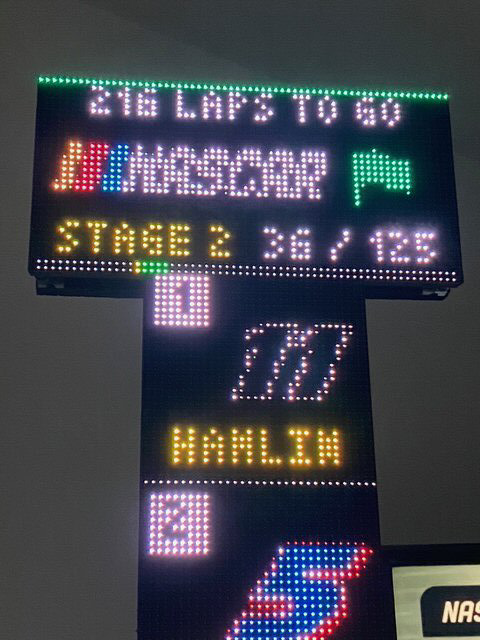 216 LAPS TO GO
NASCAR
STAGE 2 36 / 125
1
11
HAMLIN
2
5
NAS